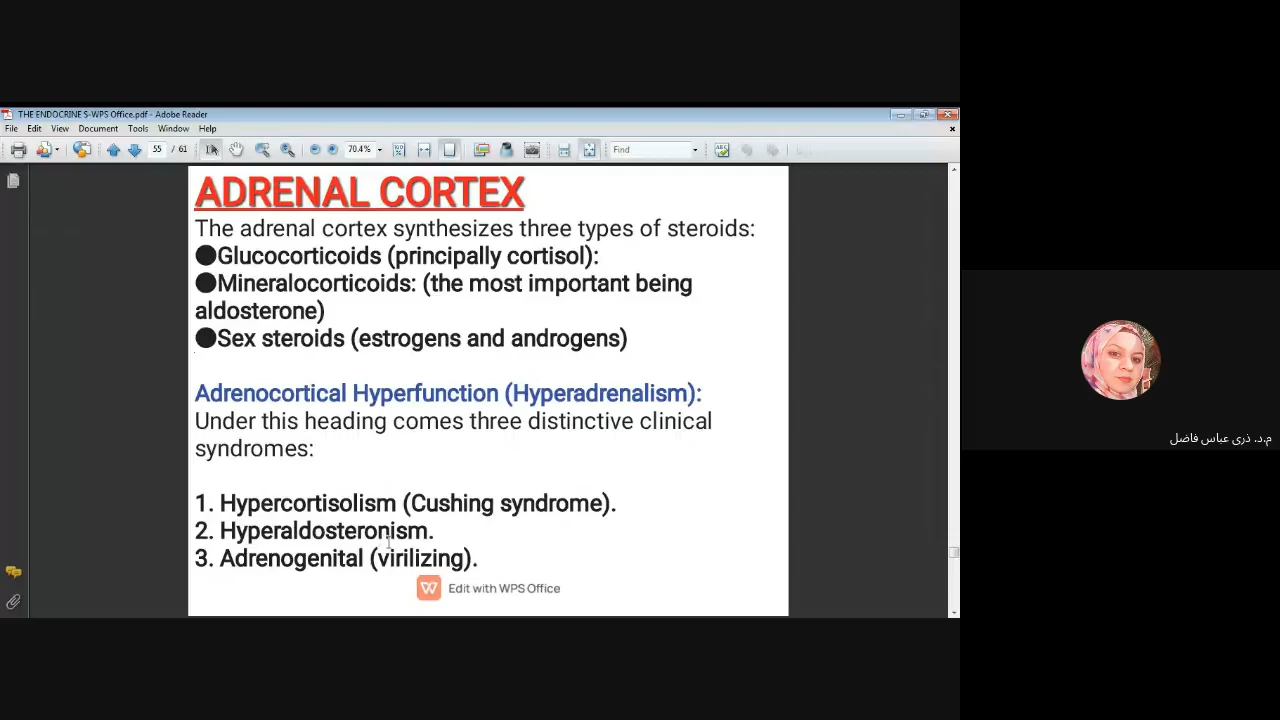 THE ENDOCRINE S-WPS Office.pdf - Adobe Reader
File Edit View Document Tools Window Help
55 / 61 70.4% Find
ADRENAL CORTEX
The adrenal cortex synthesizes three types of steroids:
●Glucocorticoids (principally cortisol):
●Mineralocorticoids: (the most important being
aldosterone)
●Sex steroids (estrogens and androgens)
Adrenocortical Hyperfunction (Hyperadrenalism):
Under this heading comes three distinctive clinical
syndromes:
1. Hypercortisolism (Cushing syndrome).
2. Hyperaldosteronism.
3. Adrenogenital (virilizing).
W Edit with WPS Office
م.د. ذرى عباس فاضل